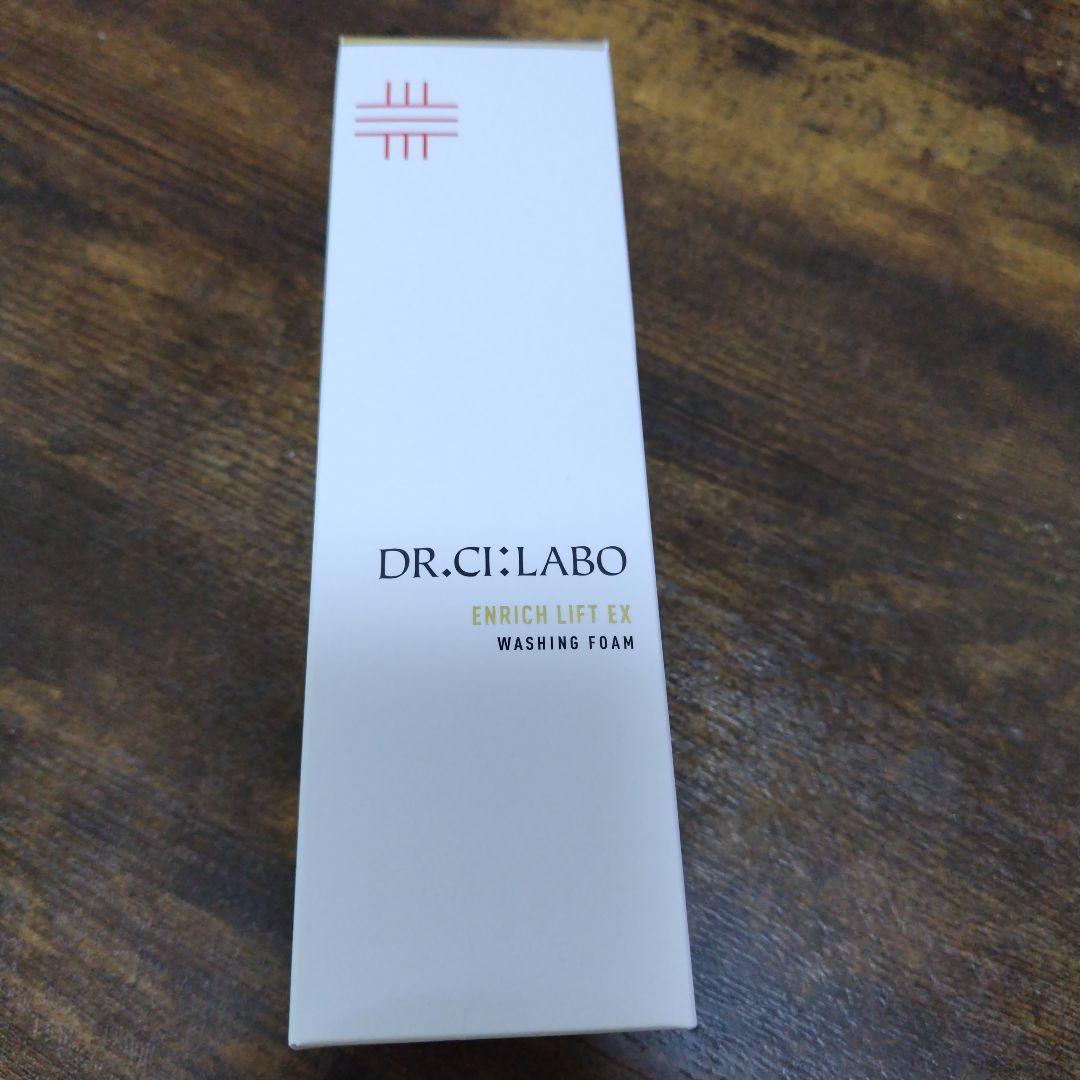 DR.CI:LABO
ENRICH LIFT EX
WASHING FOAM